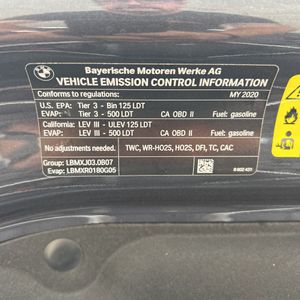 BMW
Bayerische Motoren Werke AG
VEHICLE EMISSION CONTROL INFORMATION
Conforms to regulations: MY 2020
U.S. EPA: Tier 3 - Bin 125 LDT
EVAP: Tier 3 - 500 LDT CA OBD II Fuel: gasoline
California: LEV III - ULEV 125 LDT
EVAP: LEV III - 500 LDT CA OBD II Fuel: gasoline
No adjustments needed. TWC, WR-HO2S, HO2S, DFI, TC, CAC
Group: LBMXJ03.0B07
Evap: LBMXR0180G05